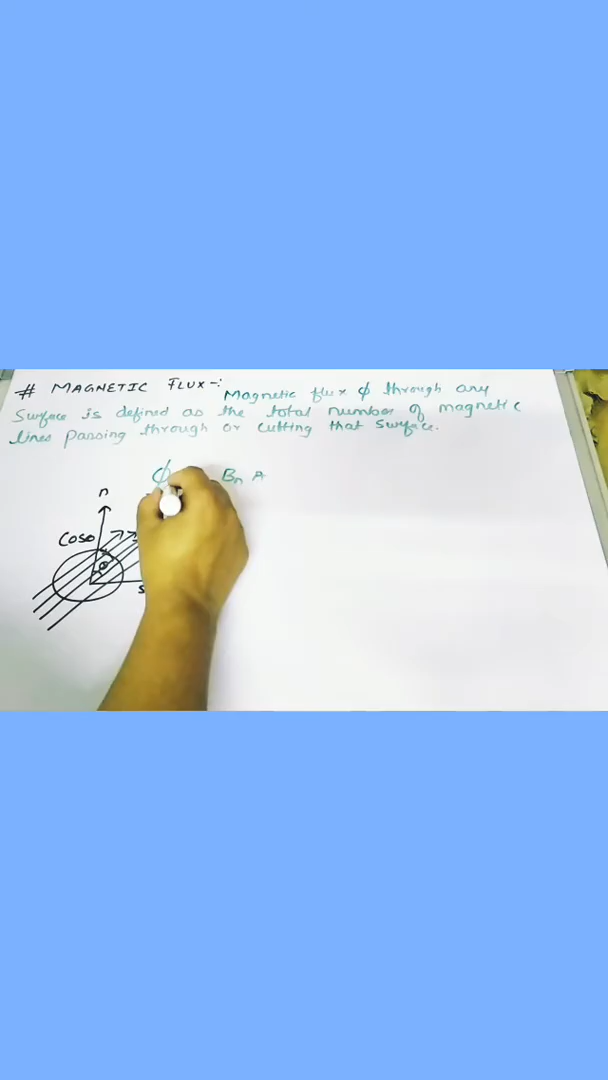 # MAGNETIC FLUX -: Magnetic flux ϕ through any
Surface is defined as the total number of magnetic
lines passing through or cutting that surface.
ϕ Bn A
n
Cosθ
θ
s